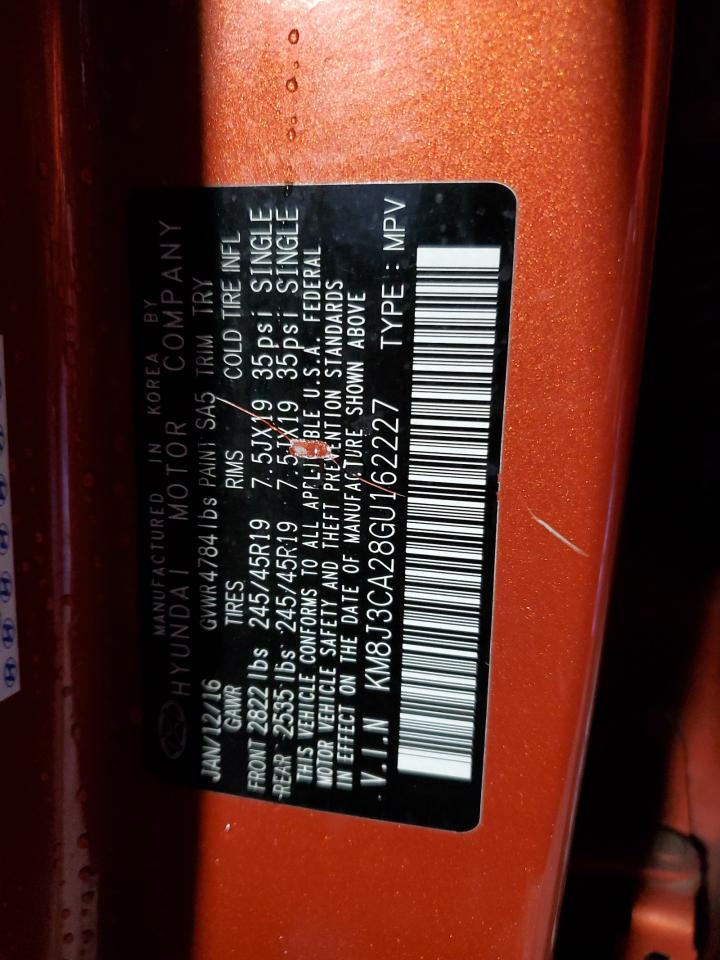 MANUFACTURED IN KOREA BY
HYUNDAI MOTOR COMPANY
JAN/12/16 GVWR4784lbs PAINT SA5 TRIM TRY
GAWR TIRES RIMS COLD TIRE INFL
FRONT 2822 lbs 245/45R19 7.5JX19 35psi SINGLE
REAR 2535 lbs 245/45R19 7.5JX19 35psi SINGLE
THIS VEHICLE CONFORMS TO ALL APPLICABLE U.S.A. FEDERAL
MOTOR VEHICLE SAFETY AND THEFT PREVENTION STANDARDS
IN EFFECT ON THE DATE OF MANUFACTURE SHOWN ABOVE
V.I.N KM8J3CA28GU162227 TYPE : MPV